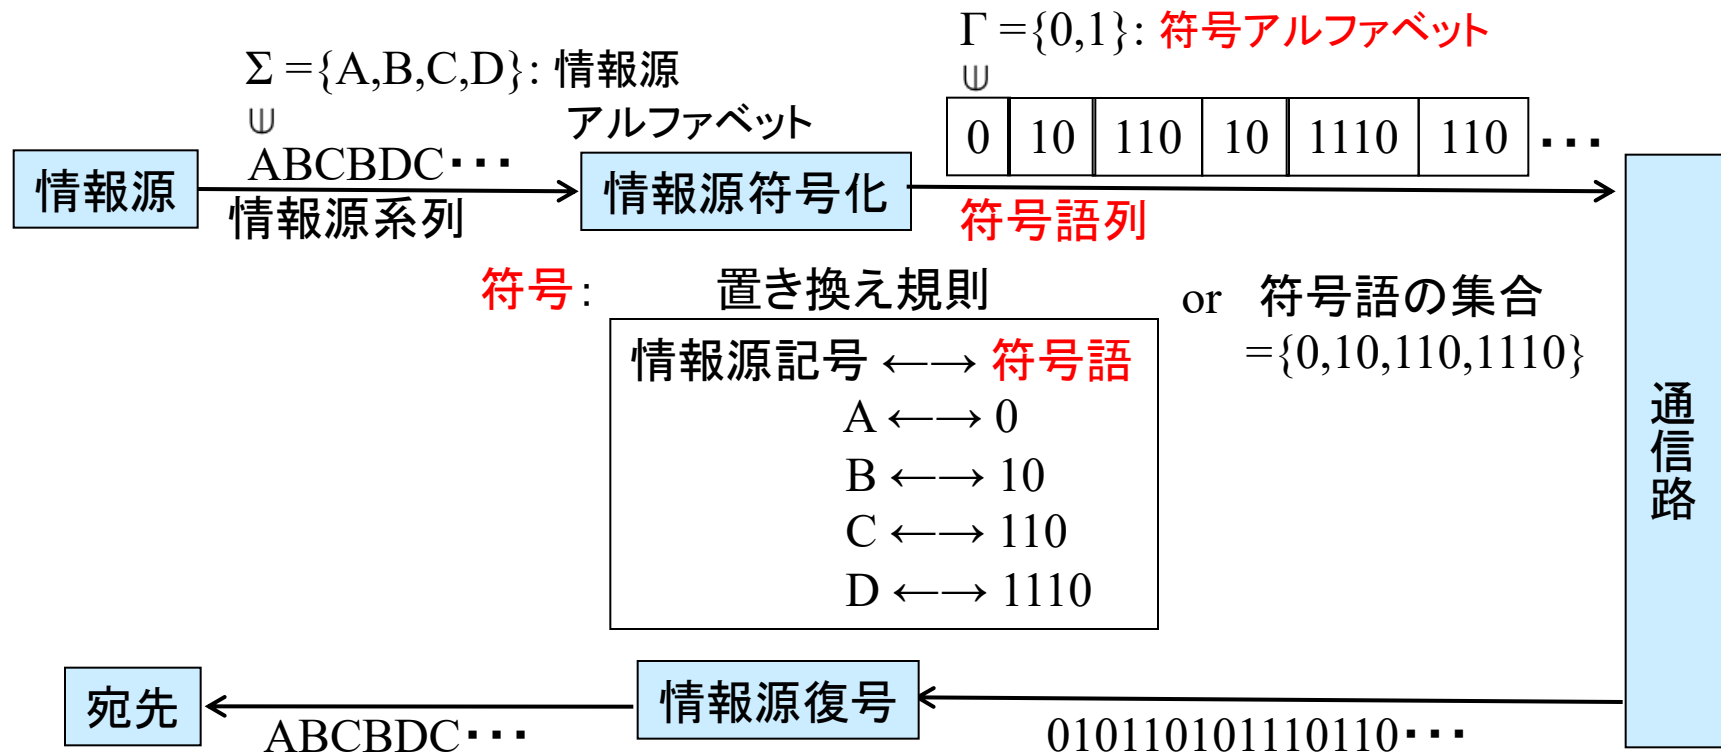 Γ ={0,1}: 符号アルファベット
Σ ={A,B,C,D}: 情報源
アルファベット
∈
∈
0 10 110 10 1110 110 ・・・
ABCBDC・・・
情報源
情報源符号化
情報源系列
符号語列
符号: 置き換え規則 or 符号語の集合
={0,10,110,1110}
情報源記号 ←→ 符号語
A ←→ 0
B ←→ 10
C ←→ 110
D ←→ 1110
通信路
宛先
情報源復号
ABCBDC・・・
010110101110110・・・